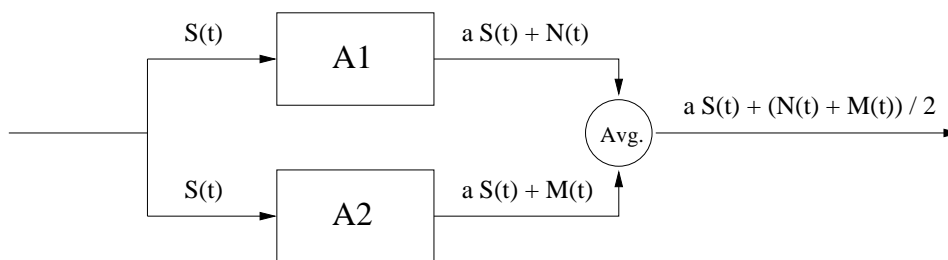 S(t)
A1
a S(t) + N(t)
Avg.
a S(t) + (N(t) + M(t)) / 2
S(t)
A2
a S(t) + M(t)